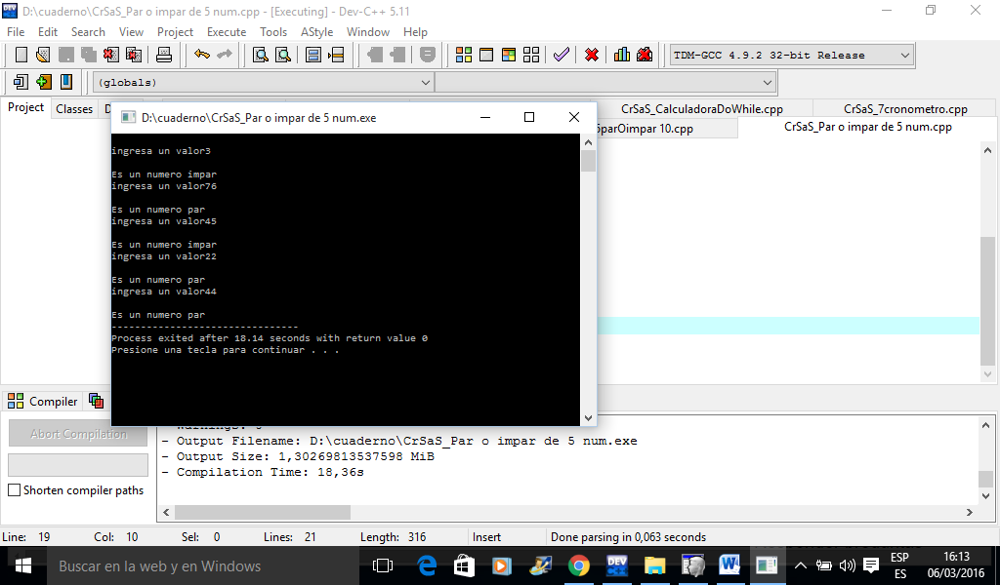 D:\cuaderno\CrSaS_Par o impar de 5 num.cpp - [Executing] - Dev-C++ 5.11
File Edit Search View Project Execute Tools AStyle Window Help
TDM-GCC 4.9.2 32-bit Release
(globals)
Project Classes D
CrSaS_CalculadoraDoWhile.cpp CrSaS_7cronometro.cpp
parOimpar 10.cpp CrSaS_Par o impar de 5 num.cpp
D:\cuaderno\CrSaS_Par o impar de 5 num.exe
ingresa un valor3
Es un numero impar
ingresa un valor76
Es un numero par
ingresa un valor45
Es un numero impar
ingresa un valor22
Es un numero par
ingresa un valor44
Es un numero par
--------------------------------
Process exited after 18.14 seconds with return value 0
Presione una tecla para continuar . . .
Compiler
Abort Compilation
Shorten compiler paths
- Output Filename: D:\cuaderno\CrSaS_Par o impar de 5 num.exe
- Output Size: 1,30269813537598 MiB
- Compilation Time: 18,36s
Line: 19 Col: 10 Sel: 0 Lines: 21 Length: 316 Insert Done parsing in 0,063 seconds
Buscar en la web y en Windows
DEV
ESP
ES
16:13
06/03/2016